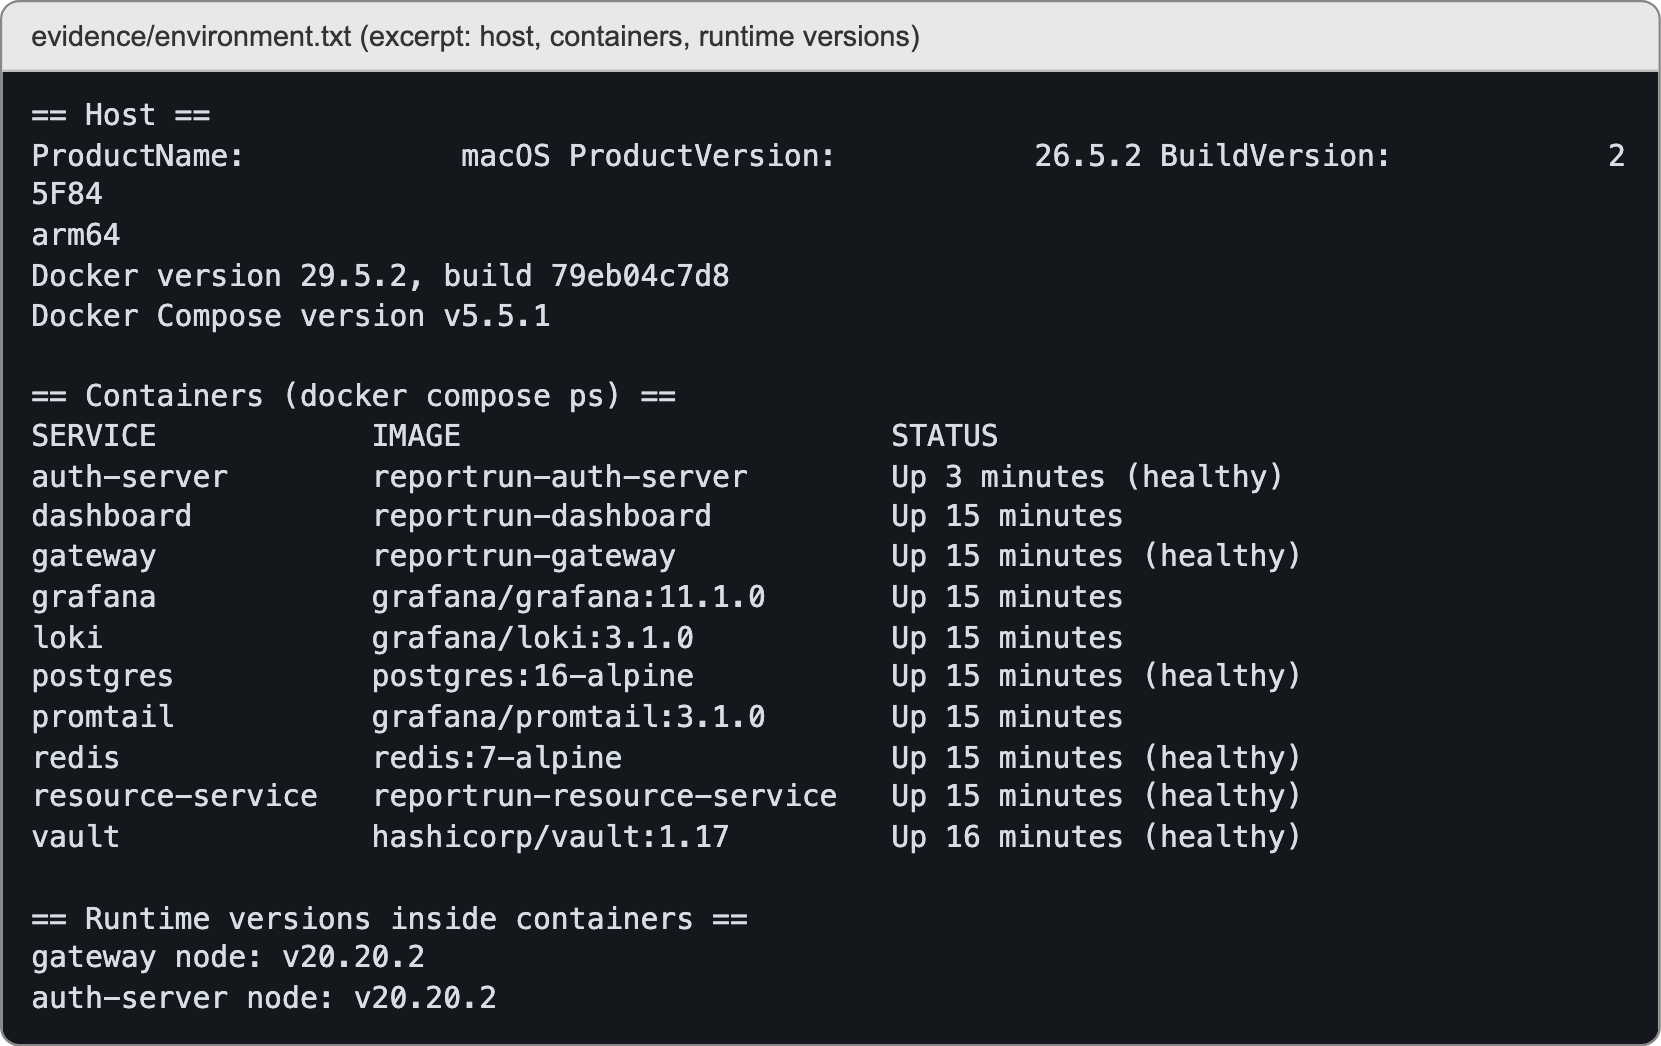 evidence/environment.txt (excerpt: host, containers, runtime versions)
== Host ==
ProductName:            macOS ProductVersion:           26.5.2 BuildVersion:            2
5F84
arm64
Docker version 29.5.2, build 79eb04c7d8
Docker Compose version v5.5.1

== Containers (docker compose ps) ==
SERVICE            IMAGE                        STATUS
auth-server        reportrun-auth-server        Up 3 minutes (healthy)
dashboard          reportrun-dashboard          Up 15 minutes
gateway            reportrun-gateway            Up 15 minutes (healthy)
grafana            grafana/grafana:11.1.0       Up 15 minutes
loki               grafana/loki:3.1.0           Up 15 minutes
postgres           postgres:16-alpine           Up 15 minutes (healthy)
promtail           grafana/promtail:3.1.0       Up 15 minutes
redis              redis:7-alpine               Up 15 minutes (healthy)
resource-service   reportrun-resource-service   Up 15 minutes (healthy)
vault              hashicorp/vault:1.17         Up 16 minutes (healthy)

== Runtime versions inside containers ==
gateway node: v20.20.2
auth-server node: v20.20.2